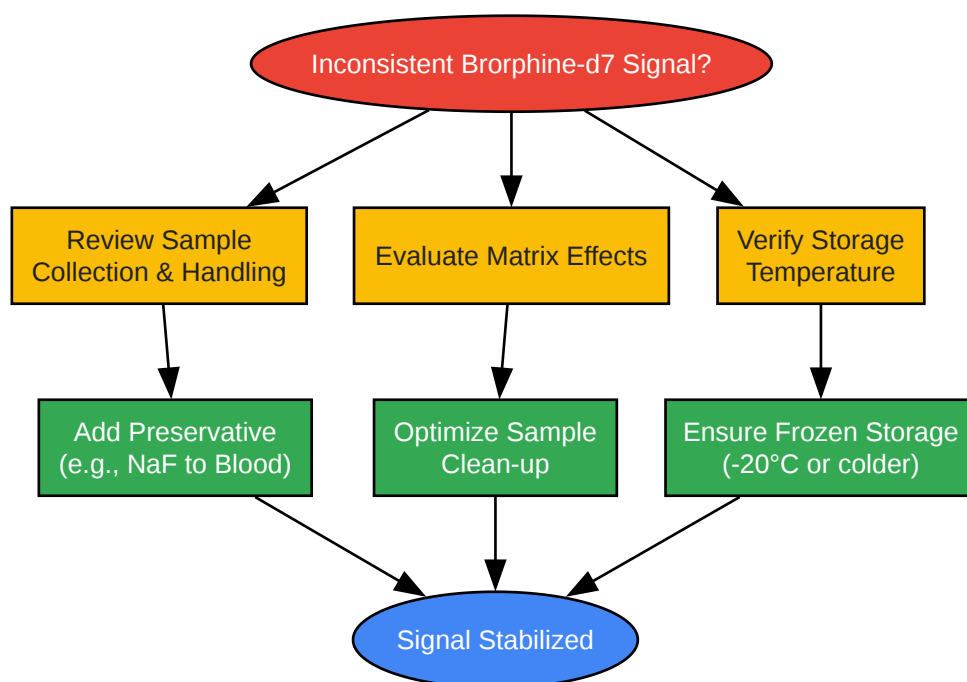 Inconsistent Brorphine-d7 Signal?
Review Sample
Collection & Handling
Evaluate Matrix Effects
Verify Storage
Temperature
Add Preservative
(e.g., NaF to Blood)
Optimize Sample
Clean-up
Ensure Frozen Storage
(-20°C or colder)
Signal Stabilized